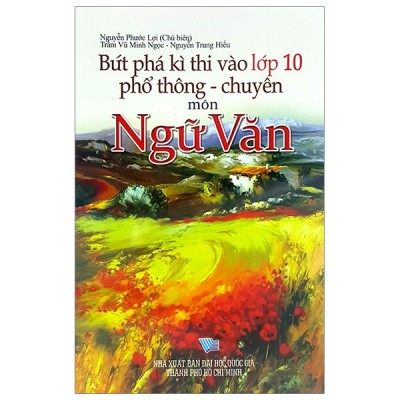 Nguyễn Phước Lợi (Chủ biên)
Trầm Vũ Minh Ngọc - Nguyễn Trung Hiếu
Bứt phá kì thi vào lớp 10
phổ thông - chuyên
môn
Ngữ Văn
NHÀ XUẤT BẢN ĐẠI HỌC QUỐC GIA
THÀNH PHỐ HỒ CHÍ MINH